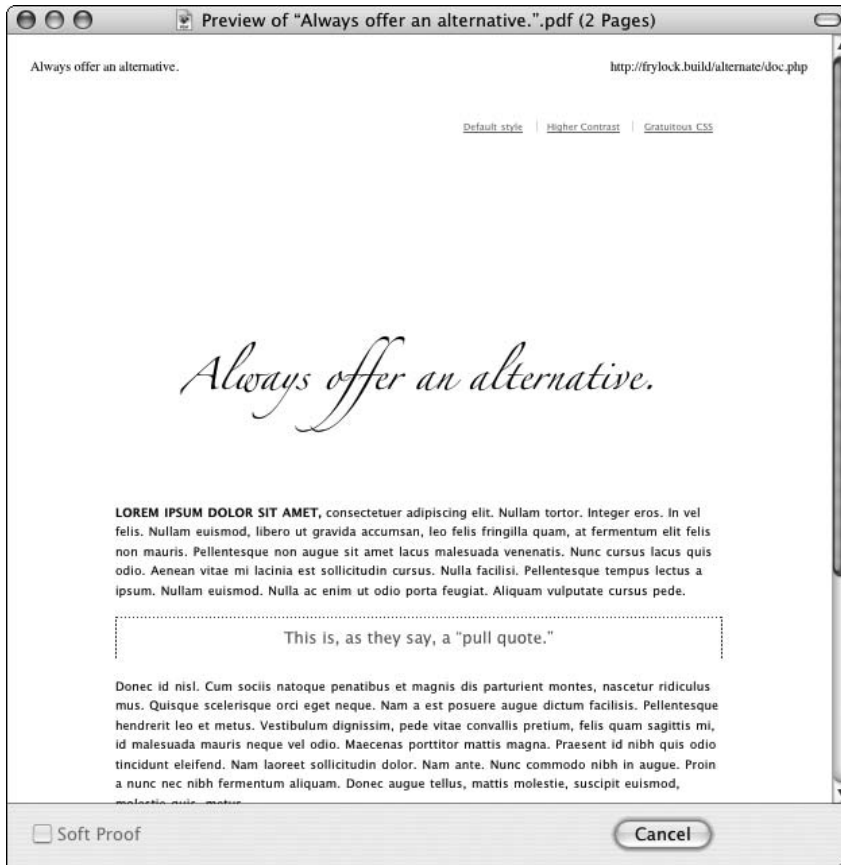 Preview of “Always offer an alternative.”.pdf (2 Pages)
Always offer an alternative. http://frylock.build/alternate/doc.php
Default style | Higher Contrast | Gratuitous CSS
Always offer an alternative.
LOREM IPSUM DOLOR SIT AMET, consectetuer adipiscing elit. Nullam tortor. Integer eros. In vel
felis. Nullam euismod, libero ut gravida accumsan, leo felis fringilla quam, at fermentum elit felis
non mauris. Pellentesque non augue sit amet lacus malesuada venenatis. Nunc cursus lacus quis
odio. Aenean vitae mi lacinia est sollicitudin cursus. Nulla facilisi. Pellentesque tempus lectus a
ipsum. Nullam euismod. Nulla ac enim ut odio porta feugiat. Aliquam vulputate cursus pede.
This is, as they say, a “pull quote.”
Donec id nisl. Cum sociis natoque penatibus et magnis dis parturient montes, nascetur ridiculus
mus. Quisque scelerisque orci eget neque. Nam a est posuere augue dictum facilisis. Pellentesque
hendrerit leo et metus. Vestibulum dignissim, pede vitae convallis pretium, felis quam sagittis mi,
id malesuada mauris neque vel odio. Maecenas porttitor mattis magna. Praesent id nibh quis odio
tincidunt eleifend. Nam laoreet sollicitudin dolor. Nam ante. Nunc commodo nibh in augue. Proin
a nunc nec nibh fermentum aliquam. Donec augue tellus, mattis molestie, suscipit euismod,
molestie quis, metus.
Soft Proof
Cancel